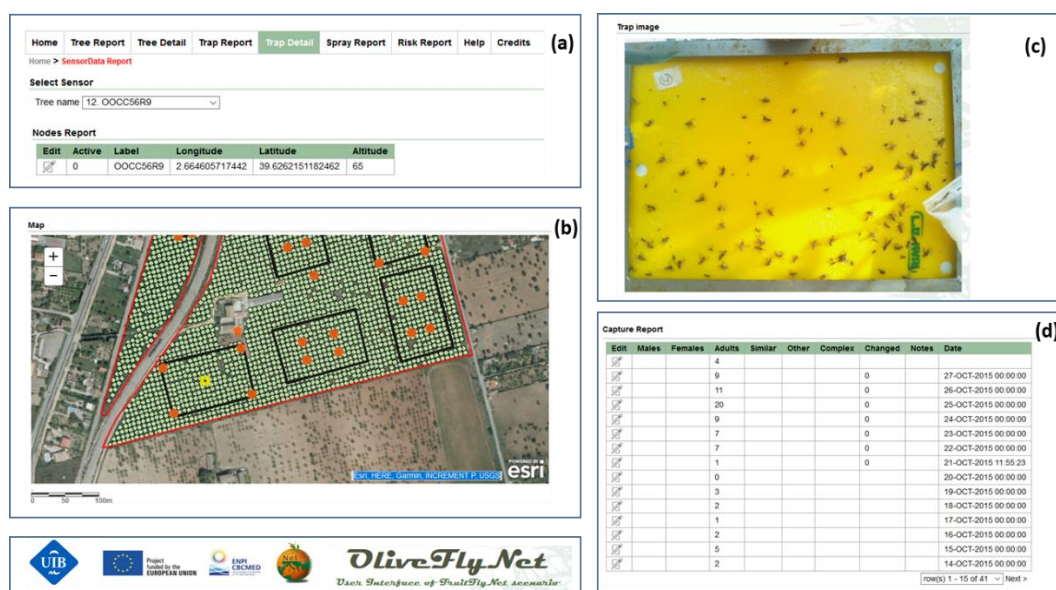 Home Tree Report Tree Detail Trap Report Trap Detail Spray Report Risk Report Help Credits
(a)
Home > SensorData Report
Select Sensor
Tree name 12. OOCC56R9
Nodes Report
Edit Active Label Longitude Latitude Altitude
0 OOCC56R9 2.664605717442 39.6262151182462 65
Map
(b)
+
−
Esri, HERE, Garmin, INCREMENT P, USGS
POWERED BY
esri
0 50 100m
UIB
Project
funded by the
EUROPEAN UNION
ENPI
CBCMED
Net
OliveFly.Net
User Interface of FruitFlyNet scenario
Trap image
(c)
Capture Report
(d)
Edit Males Females Adults Similar Other Complex Changed Notes Date
4
9 0 27-OCT-2015 00:00:00
11 0 26-OCT-2015 00:00:00
20 0 25-OCT-2015 00:00:00
9 0 24-OCT-2015 00:00:00
7 0 23-OCT-2015 00:00:00
7 0 22-OCT-2015 00:00:00
1 0 21-OCT-2015 11:55:23
0 20-OCT-2015 00:00:00
3 19-OCT-2015 00:00:00
2 18-OCT-2015 00:00:00
1 17-OCT-2015 00:00:00
2 16-OCT-2015 00:00:00
5 15-OCT-2015 00:00:00
2 14-OCT-2015 00:00:00
row(s) 1 - 15 of 41 Next >